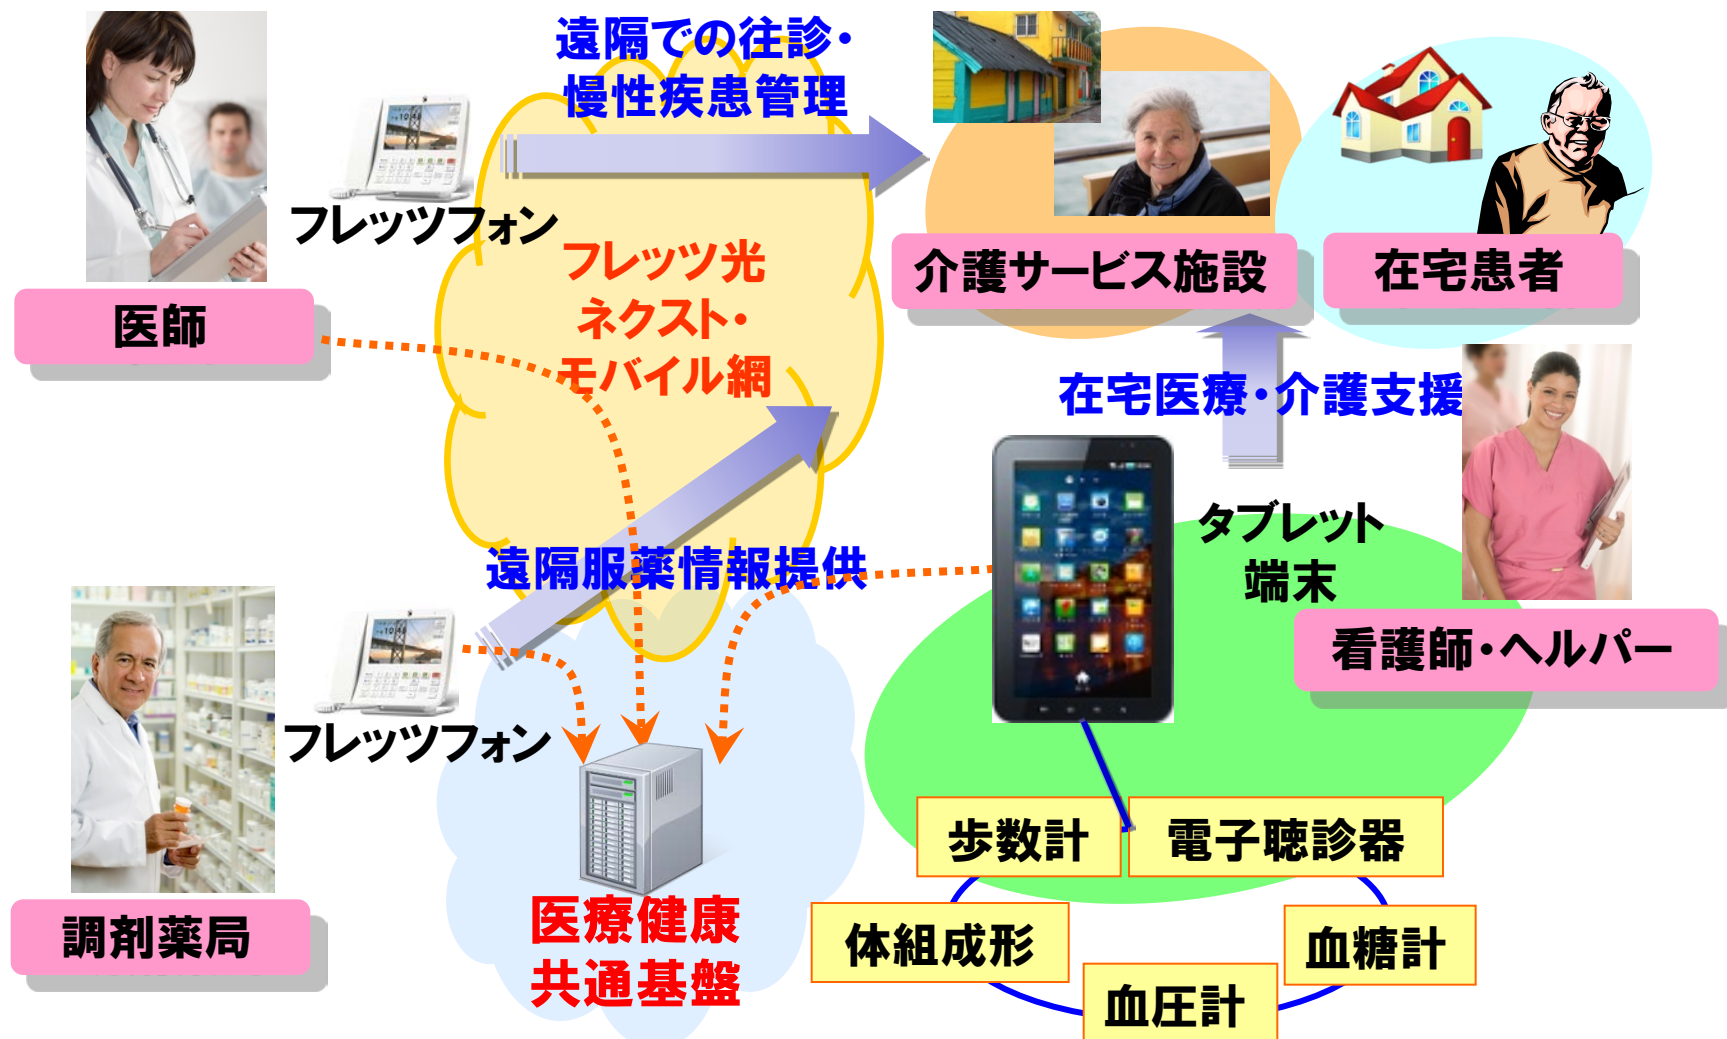 遠隔での往診・
慢性疾患管理
フレッツフォン
医師
フレッツ光
ネクスト・
モバイル網
介護サービス施設
在宅患者
在宅医療・介護支援
タブレット
端末
看護師・ヘルパー
遠隔服薬情報提供
フレッツフォン
調剤薬局
医療健康
共通基盤
歩数計
電子聴診器
体組成形
血糖計
血圧計